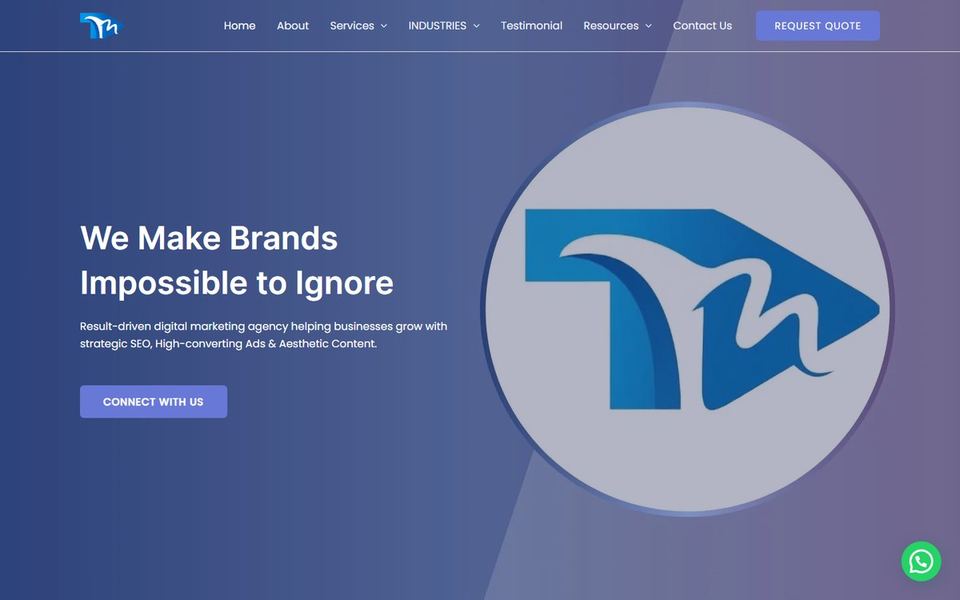 Home
About
Services
INDUSTRIES
Testimonial
Resources
Contact Us
REQUEST QUOTE
We Make Brands
Impossible to Ignore
Result-driven digital marketing agency helping businesses grow with
strategic SEO, High-converting Ads & Aesthetic Content.
CONNECT WITH US